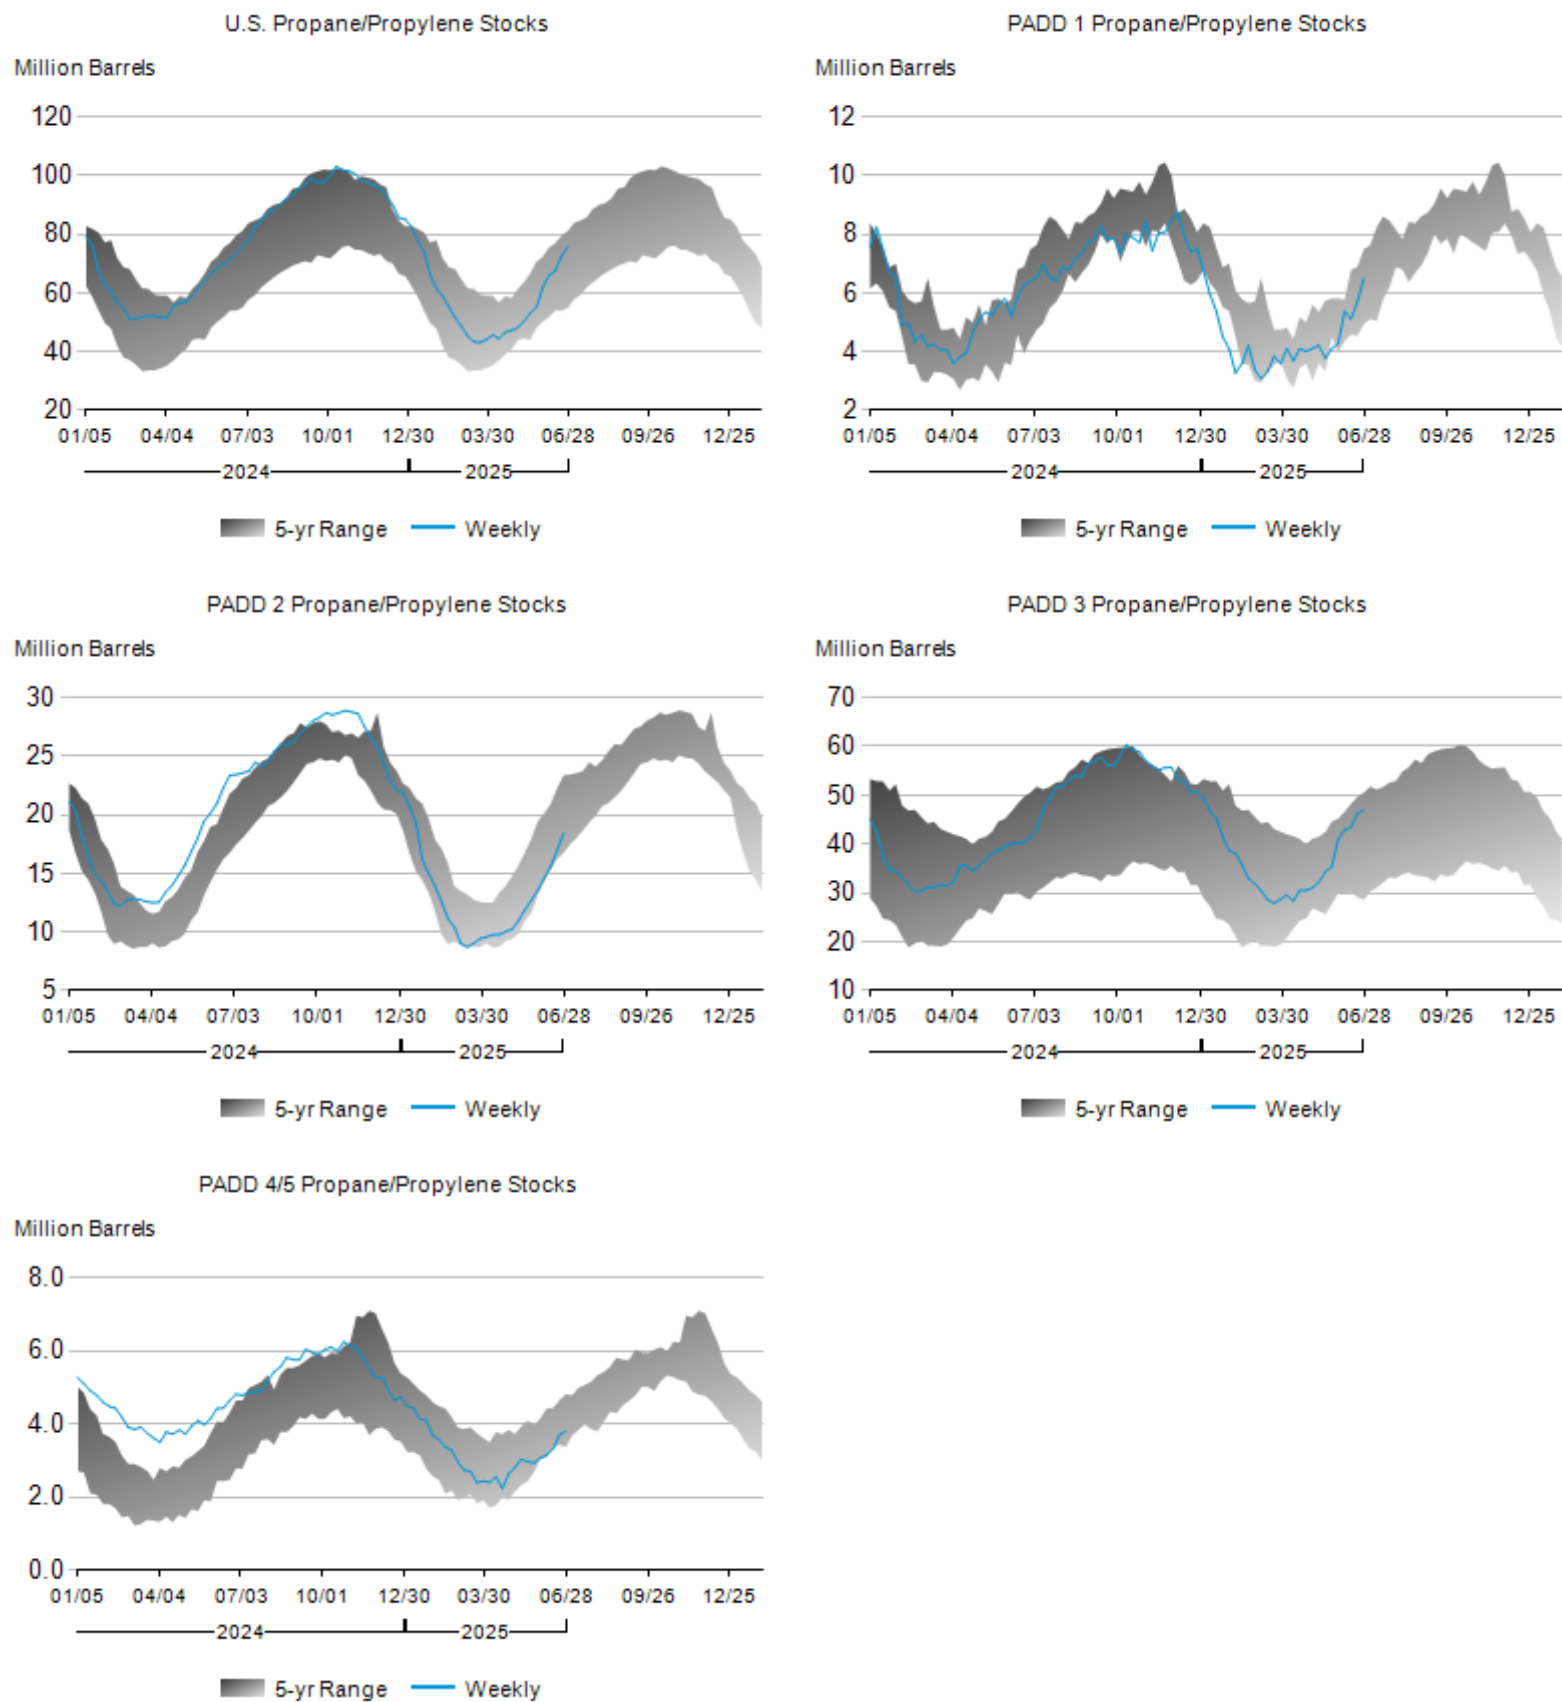 U.S. Propane/Propylene Stocks
Million Barrels
120
100
80
60
40
20
01/05 04/04 07/03 10/01 12/30 03/30 06/28 09/26 12/25
2024 2025
5-yr Range Weekly
PADD 1 Propane/Propylene Stocks
Million Barrels
12
10
8
6
4
2
01/05 04/04 07/03 10/01 12/30 03/30 06/28 09/26 12/25
2024 2025
5-yr Range Weekly
PADD 2 Propane/Propylene Stocks
Million Barrels
30
25
20
15
10
5
01/05 04/04 07/03 10/01 12/30 03/30 06/28 09/26 12/25
2024 2025
5-yr Range Weekly
PADD 3 Propane/Propylene Stocks
Million Barrels
70
60
50
40
30
20
10
01/05 04/04 07/03 10/01 12/30 03/30 06/28 09/26 12/25
2024 2025
5-yr Range Weekly
PADD 4/5 Propane/Propylene Stocks
Million Barrels
8.0
6.0
4.0
2.0
0.0
01/05 04/04 07/03 10/01 12/30 03/30 06/28 09/26 12/25
2024 2025
5-yr Range Weekly